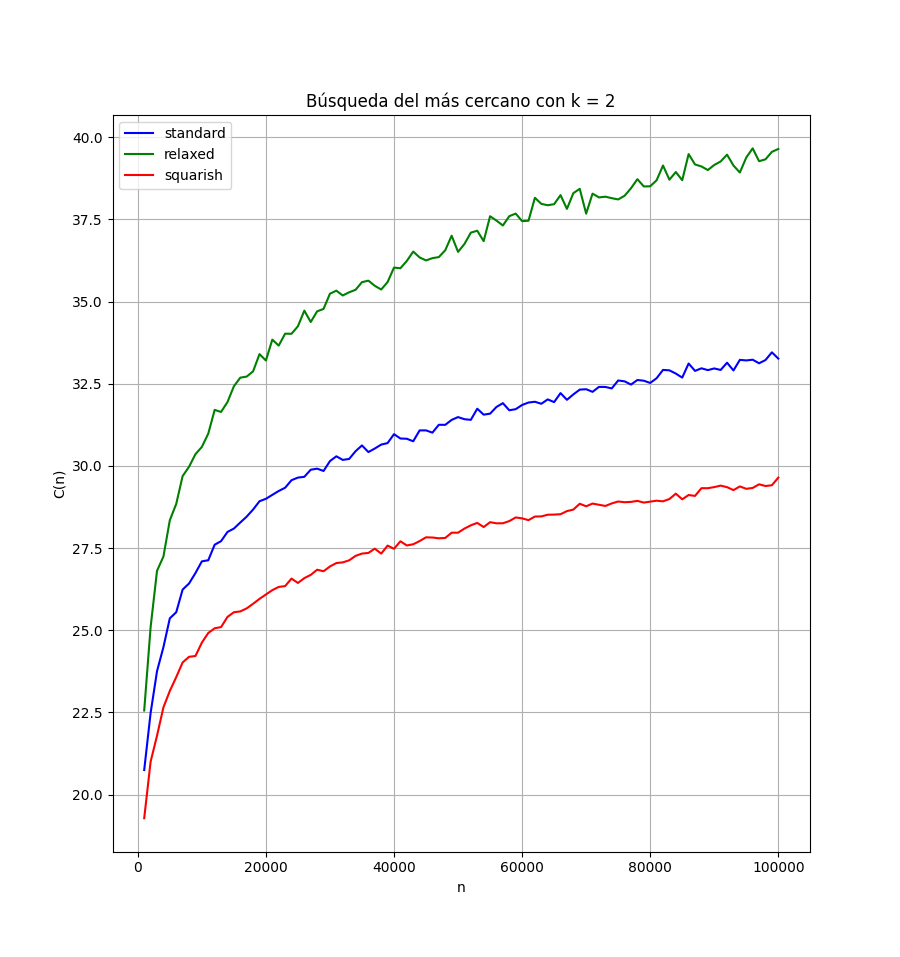 Búsqueda del más cercano con k = 2
standard
relaxed
squarish
40.0
37.5
35.0
32.5
30.0
27.5
25.0
22.5
20.0
C(n)
0
20000
40000
60000
80000
100000
n